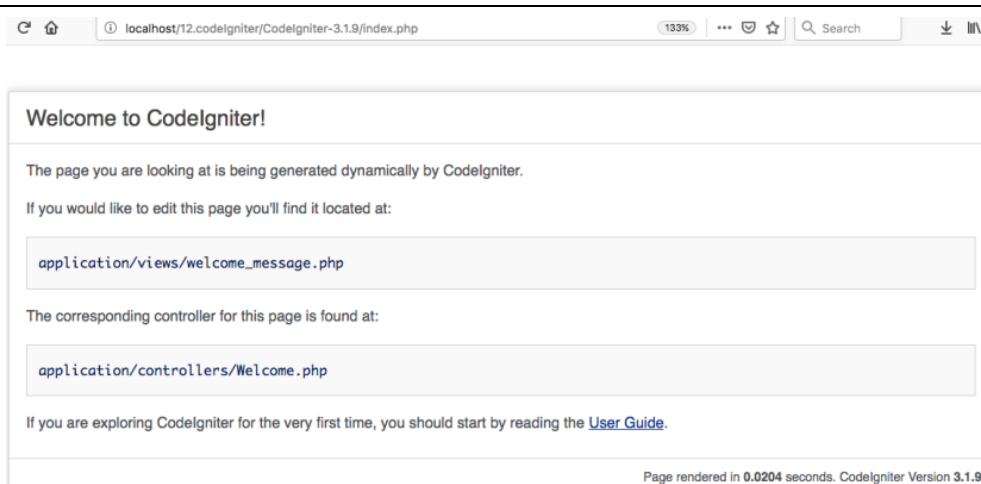 localhost/12.codeIgniter/CodeIgniter-3.1.9/index.php 133% Search
Welcome to CodeIgniter!
The page you are looking at is being generated dynamically by CodeIgniter.
If you would like to edit this page you'll find it located at:
application/views/welcome_message.php
The corresponding controller for this page is found at:
application/controllers/Welcome.php
If you are exploring CodeIgniter for the very first time, you should start by reading the User Guide.
Page rendered in 0.0204 seconds. CodeIgniter Version 3.1.9